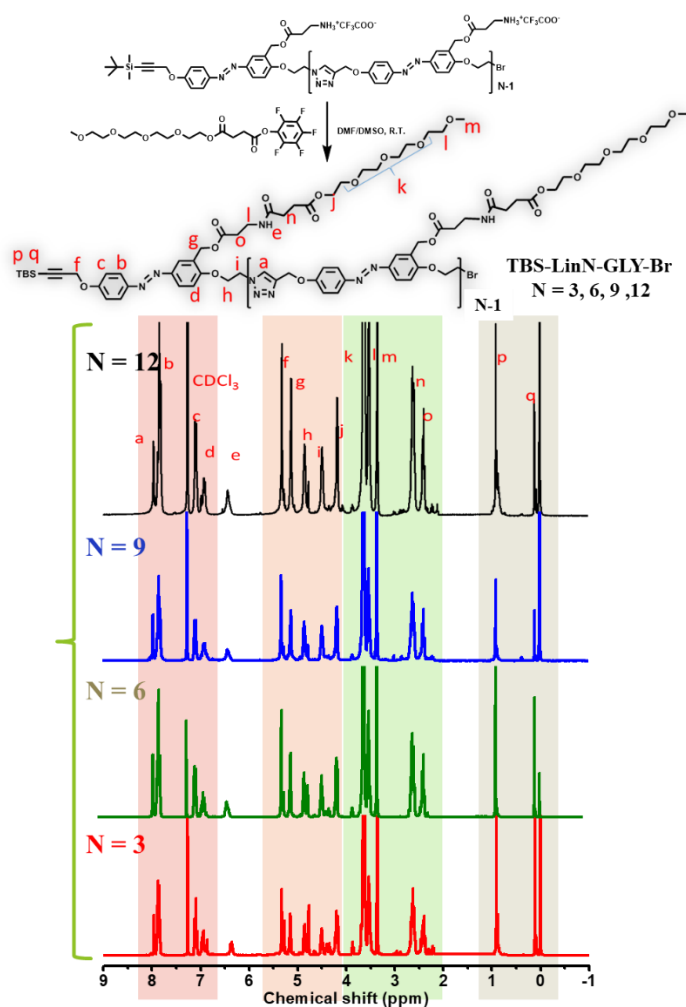 NH₃⁺CF₃COO⁻ NH₃⁺CF₃COO⁻
O O O O
Si O N N O N N N O N N O Br
N-1
O O O O O O O F F F F F
DMF/DMSO, R.T.
O m
l
k
j
l N H e n
g o
p q f c b i a
TBS O N N O N N N O N N O Br
d h
N-1
TBS-LinN-GLY-Br
N = 3, 6, 9 ,12
N = 12
a b CDCl₃ c d e f g h i j k l m n o p q
N = 9
N = 6
N = 3
9 8 7 6 5 4 3 2 1 0 -1
Chemical shift (ppm)